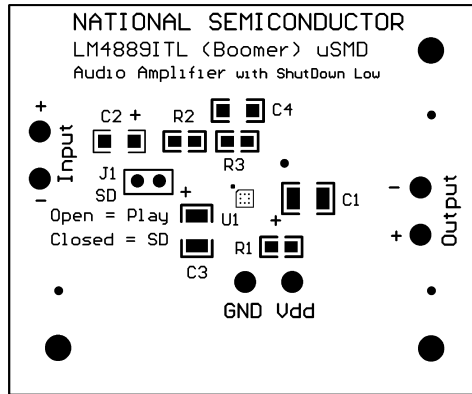 NATIONAL SEMICONDUCTOR
LM4889ITL (Boomer) uSMD
Audio Amplifier with ShutDown Low
+
C2 +
R2
C4
Input
R3
-
J1
SD
+
U1
C1
-
Output
+
Open = Play
Closed = SD
+
R1
C3
GND Vdd